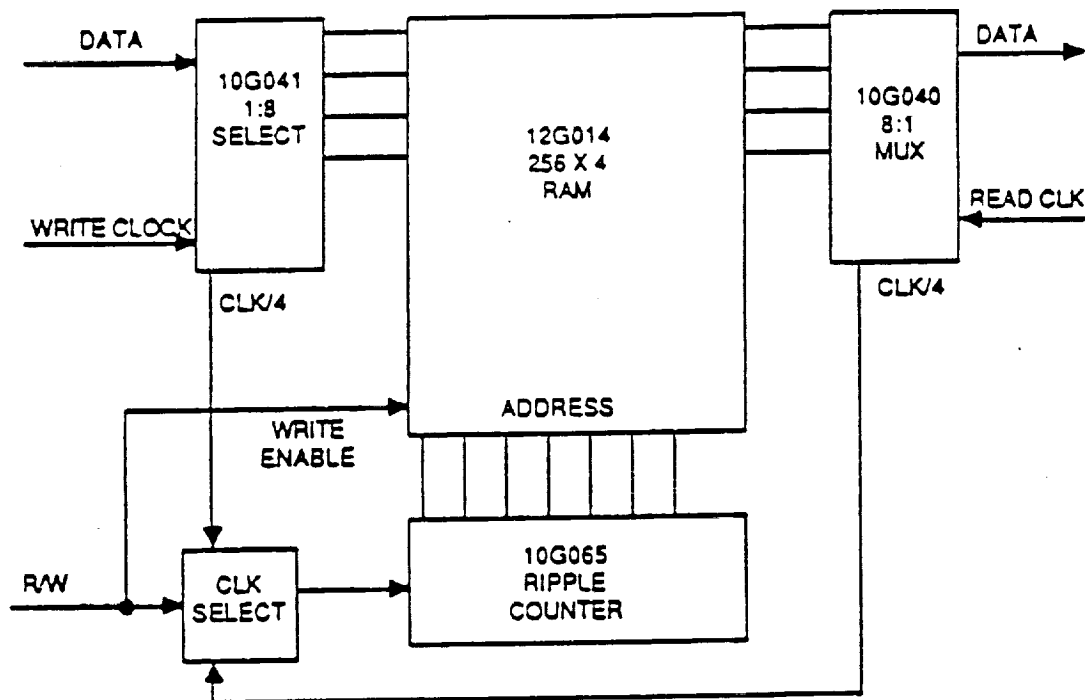 DATA
10G041
1:8
SELECT
WRITE CLOCK
CLK/4
12G014
256 X 4
RAM
ADDRESS
DATA
10G040
8:1
MUX
READ CLK
CLK/4
WRITE
ENABLE
R/W
CLK
SELECT
10G065
RIPPLE
COUNTER